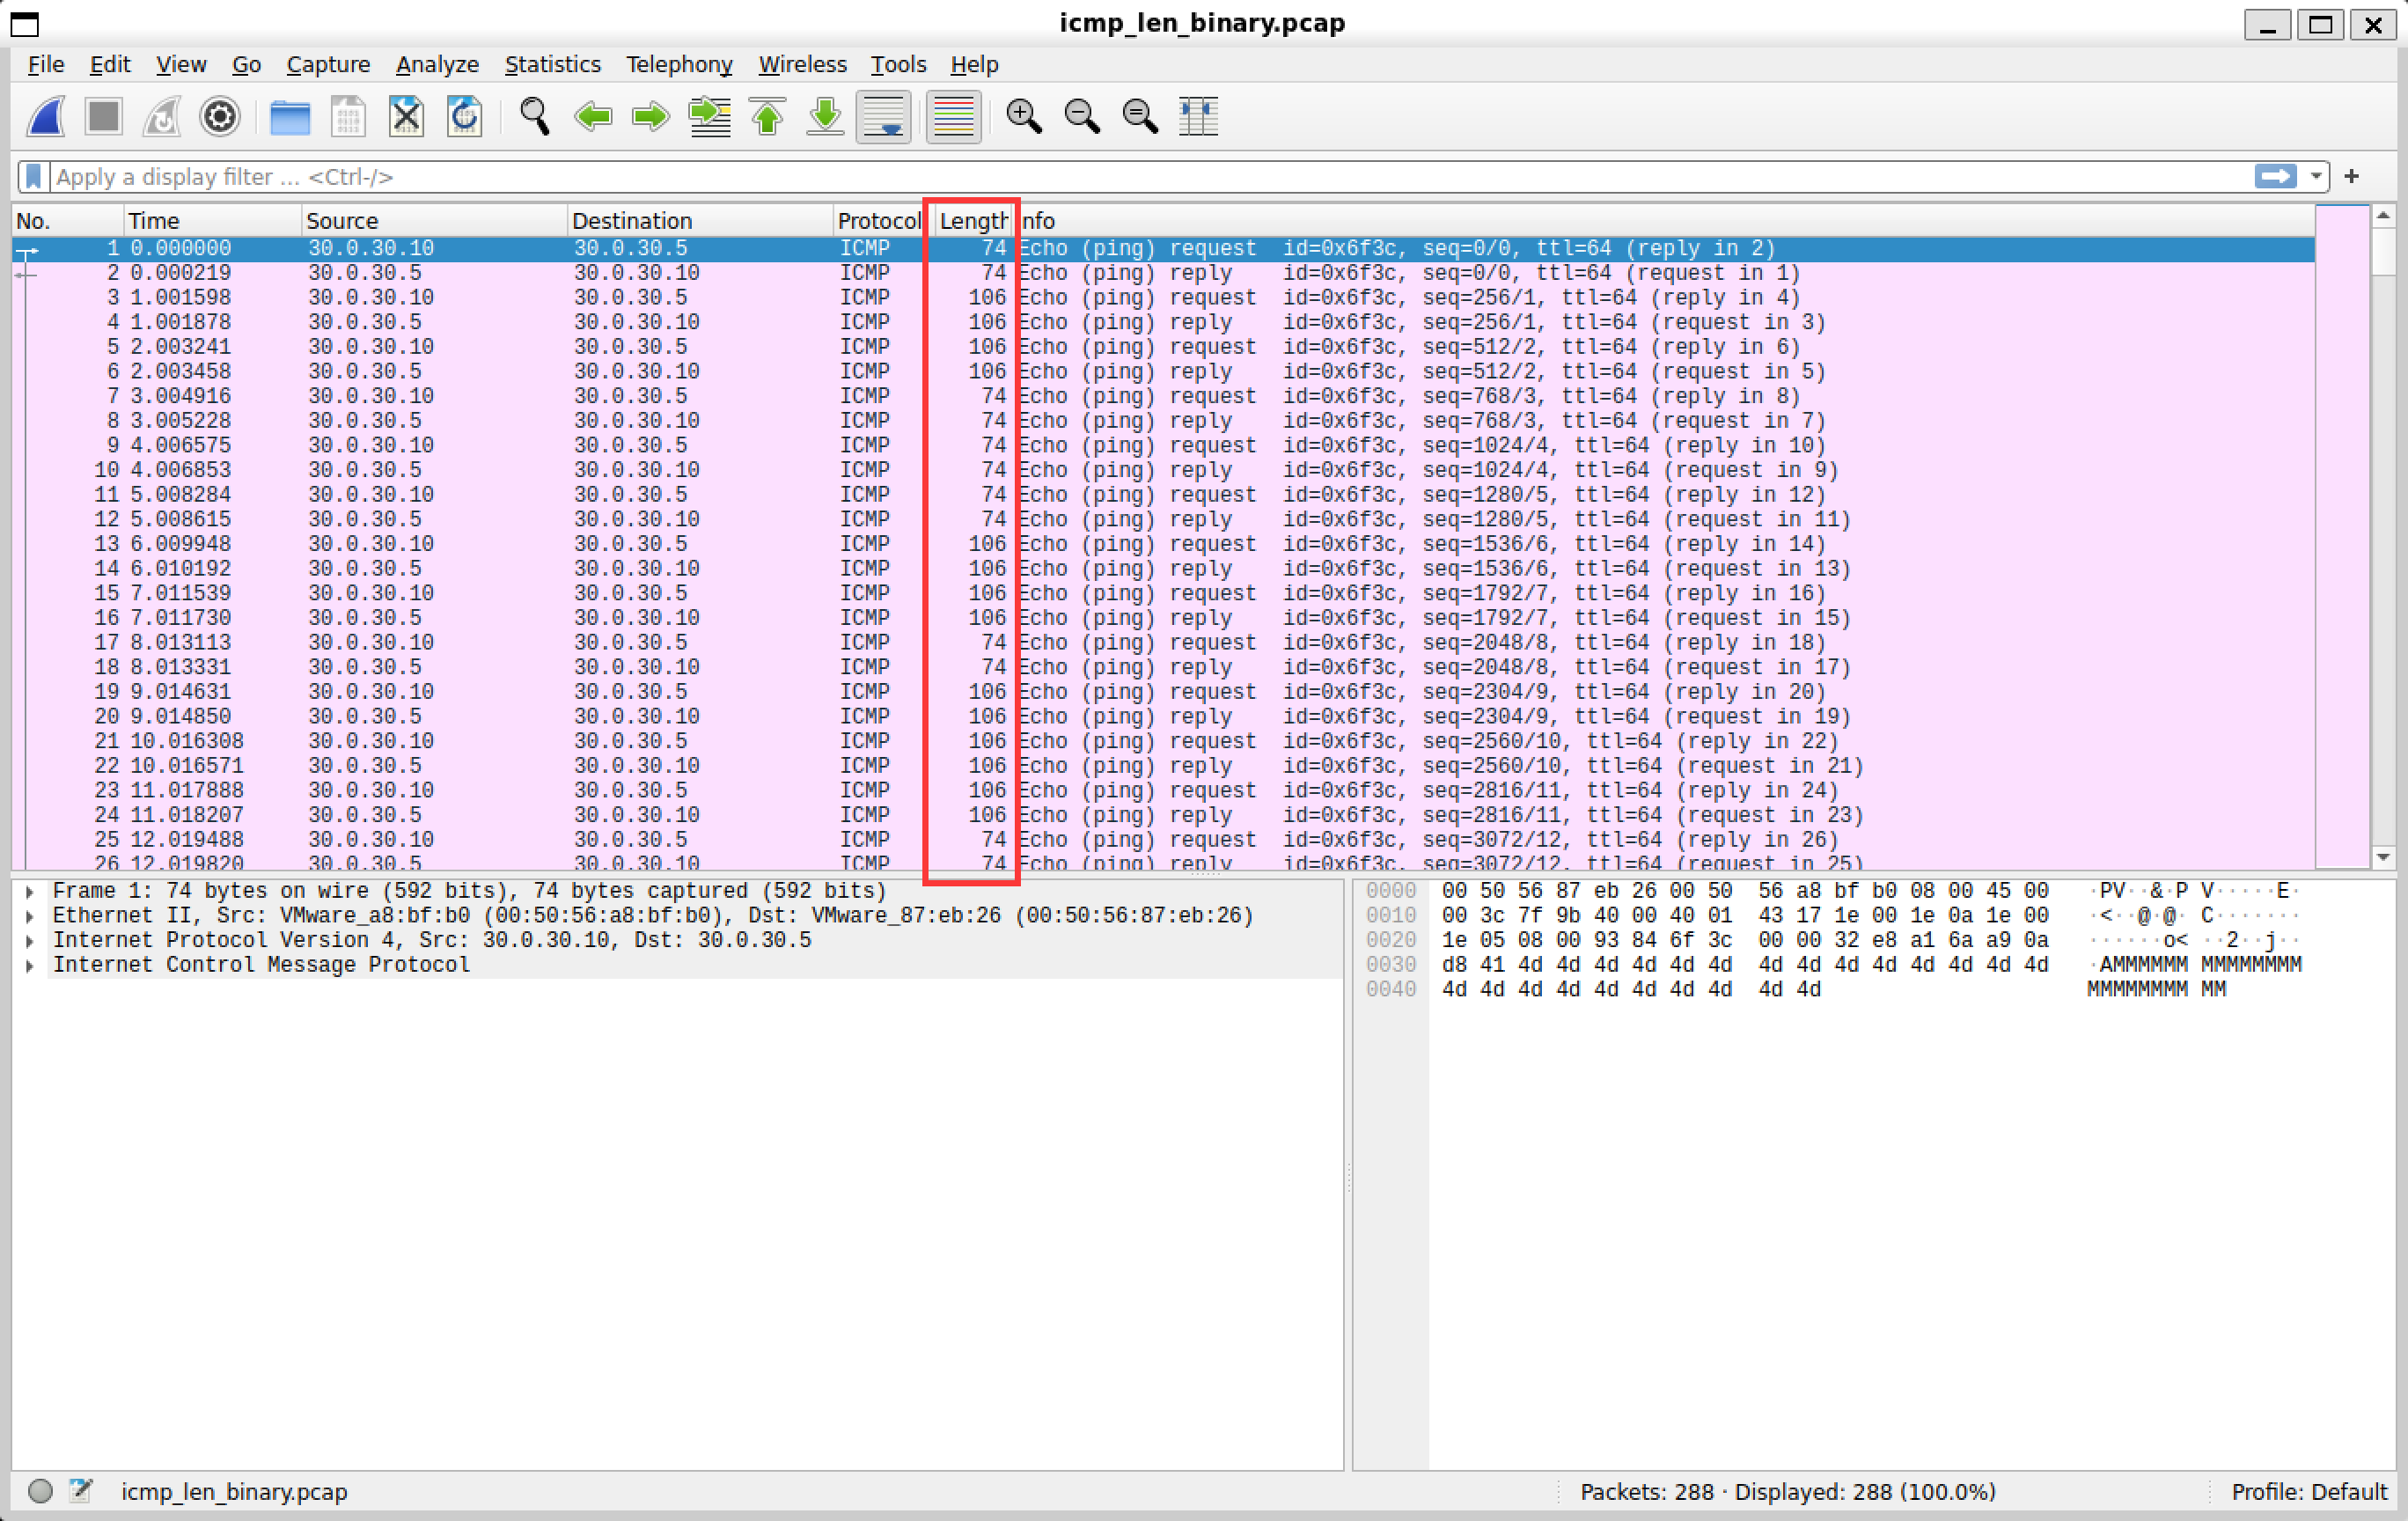 icmp_len_binary.pcap
File Edit View Go Capture Analyze Statistics Telephony Wireless Tools Help
Apply a display filter … <Ctrl-/>
No. Time Source Destination Protocol Length nfo
1 0.000000 30.0.30.10 30.0.30.5 ICMP 74 Echo (ping) request id=0x6f3c, seq=0/0, ttl=64 (reply in 2)
2 0.000219 30.0.30.5 30.0.30.10 ICMP 74 Echo (ping) reply id=0x6f3c, seq=0/0, ttl=64 (request in 1)
3 1.001598 30.0.30.10 30.0.30.5 ICMP 106 Echo (ping) request id=0x6f3c, seq=256/1, ttl=64 (reply in 4)
4 1.001878 30.0.30.5 30.0.30.10 ICMP 106 Echo (ping) reply id=0x6f3c, seq=256/1, ttl=64 (request in 3)
5 2.003241 30.0.30.10 30.0.30.5 ICMP 106 Echo (ping) request id=0x6f3c, seq=512/2, ttl=64 (reply in 6)
6 2.003458 30.0.30.5 30.0.30.10 ICMP 106 Echo (ping) reply id=0x6f3c, seq=512/2, ttl=64 (request in 5)
7 3.004916 30.0.30.10 30.0.30.5 ICMP 74 Echo (ping) request id=0x6f3c, seq=768/3, ttl=64 (reply in 8)
8 3.005228 30.0.30.5 30.0.30.10 ICMP 74 Echo (ping) reply id=0x6f3c, seq=768/3, ttl=64 (request in 7)
9 4.006575 30.0.30.10 30.0.30.5 ICMP 74 Echo (ping) request id=0x6f3c, seq=1024/4, ttl=64 (reply in 10)
10 4.006853 30.0.30.5 30.0.30.10 ICMP 74 Echo (ping) reply id=0x6f3c, seq=1024/4, ttl=64 (request in 9)
11 5.008284 30.0.30.10 30.0.30.5 ICMP 74 Echo (ping) request id=0x6f3c, seq=1280/5, ttl=64 (reply in 12)
12 5.008615 30.0.30.5 30.0.30.10 ICMP 74 Echo (ping) reply id=0x6f3c, seq=1280/5, ttl=64 (request in 11)
13 6.009948 30.0.30.10 30.0.30.5 ICMP 106 Echo (ping) request id=0x6f3c, seq=1536/6, ttl=64 (reply in 14)
14 6.010192 30.0.30.5 30.0.30.10 ICMP 106 Echo (ping) reply id=0x6f3c, seq=1536/6, ttl=64 (request in 13)
15 7.011539 30.0.30.10 30.0.30.5 ICMP 106 Echo (ping) request id=0x6f3c, seq=1792/7, ttl=64 (reply in 16)
16 7.011730 30.0.30.5 30.0.30.10 ICMP 106 Echo (ping) reply id=0x6f3c, seq=1792/7, ttl=64 (request in 15)
17 8.013113 30.0.30.10 30.0.30.5 ICMP 74 Echo (ping) request id=0x6f3c, seq=2048/8, ttl=64 (reply in 18)
18 8.013331 30.0.30.5 30.0.30.10 ICMP 74 Echo (ping) reply id=0x6f3c, seq=2048/8, ttl=64 (request in 17)
19 9.014631 30.0.30.10 30.0.30.5 ICMP 106 Echo (ping) request id=0x6f3c, seq=2304/9, ttl=64 (reply in 20)
20 9.014850 30.0.30.5 30.0.30.10 ICMP 106 Echo (ping) reply id=0x6f3c, seq=2304/9, ttl=64 (request in 19)
21 10.016308 30.0.30.10 30.0.30.5 ICMP 106 Echo (ping) request id=0x6f3c, seq=2560/10, ttl=64 (reply in 22)
22 10.016571 30.0.30.5 30.0.30.10 ICMP 106 Echo (ping) reply id=0x6f3c, seq=2560/10, ttl=64 (request in 21)
23 11.017888 30.0.30.10 30.0.30.5 ICMP 106 Echo (ping) request id=0x6f3c, seq=2816/11, ttl=64 (reply in 24)
24 11.018207 30.0.30.5 30.0.30.10 ICMP 106 Echo (ping) reply id=0x6f3c, seq=2816/11, ttl=64 (request in 23)
25 12.019488 30.0.30.10 30.0.30.5 ICMP 74 Echo (ping) request id=0x6f3c, seq=3072/12, ttl=64 (reply in 26)
26 12.019820 30.0.30.5 30.0.30.10 ICMP 74 Echo (ping) reply id=0x6f3c, seq=3072/12, ttl=64 (request in 25)
Frame 1: 74 bytes on wire (592 bits), 74 bytes captured (592 bits)
Ethernet II, Src: VMware_a8:bf:b0 (00:50:56:a8:bf:b0), Dst: VMware_87:eb:26 (00:50:56:87:eb:26)
Internet Protocol Version 4, Src: 30.0.30.10, Dst: 30.0.30.5
Internet Control Message Protocol
0000 00 50 56 87 eb 26 00 50 56 a8 bf b0 08 00 45 00 ·PV··&·P V·····E·
0010 00 3c 7f 9b 40 00 40 01 43 17 1e 00 1e 0a 1e 00 ·<··@·@· C·······
0020 1e 05 08 00 93 84 6f 3c 00 00 32 e8 a1 6a a9 0a ······o< ··2··j··
0030 d8 41 4d 4d 4d 4d 4d 4d 4d 4d 4d 4d 4d 4d 4d 4d ·AMMMMMM MMMMMMMM
0040 4d 4d 4d 4d 4d 4d 4d 4d 4d 4d MMMMMMMM MM
icmp_len_binary.pcap
Packets: 288 · Displayed: 288 (100.0%)
Profile: Default